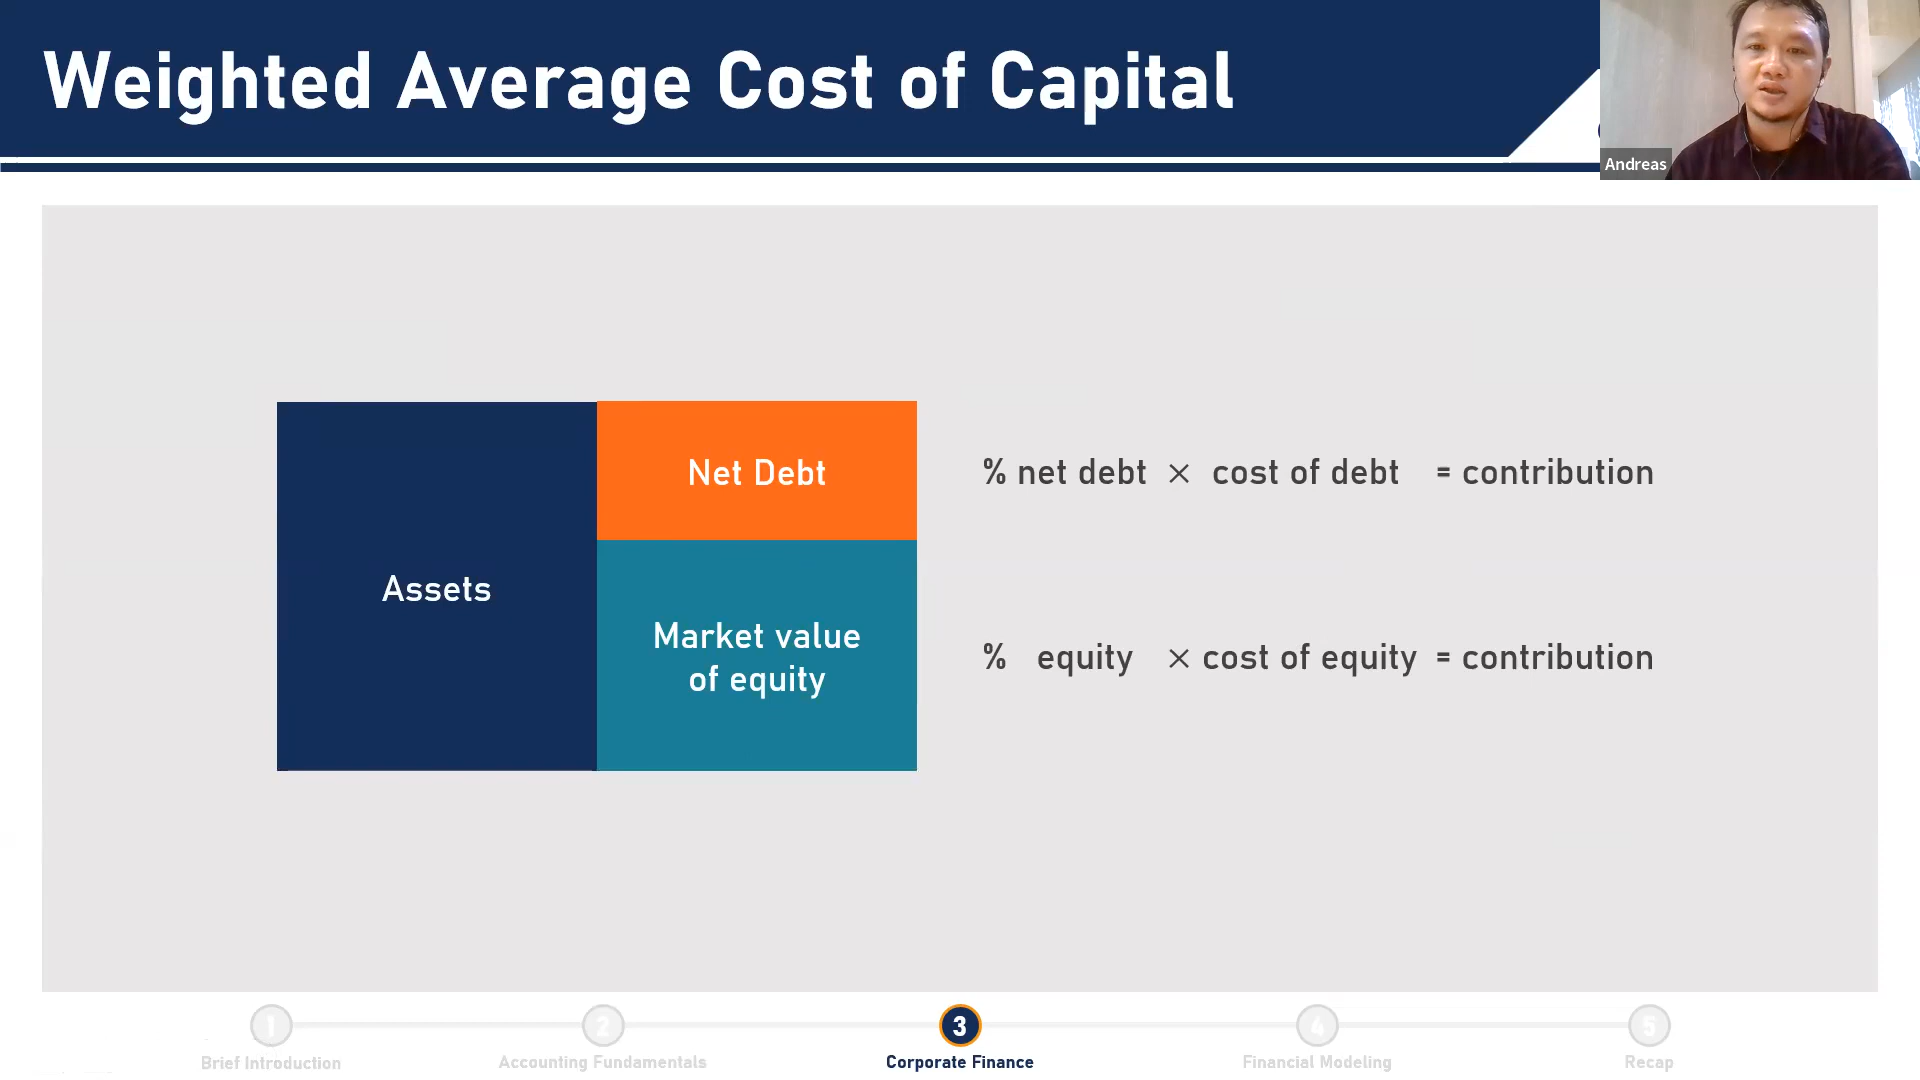 Weighted Average Cost of Capital
Andreas
Assets
Net Debt
% net debt × cost of debt = contribution
Market value
of equity
% equity × cost of equity = contribution
1
2
3
4
5
Brief Introduction
Accounting Fundamentals
Corporate Finance
Financial Modeling
Recap